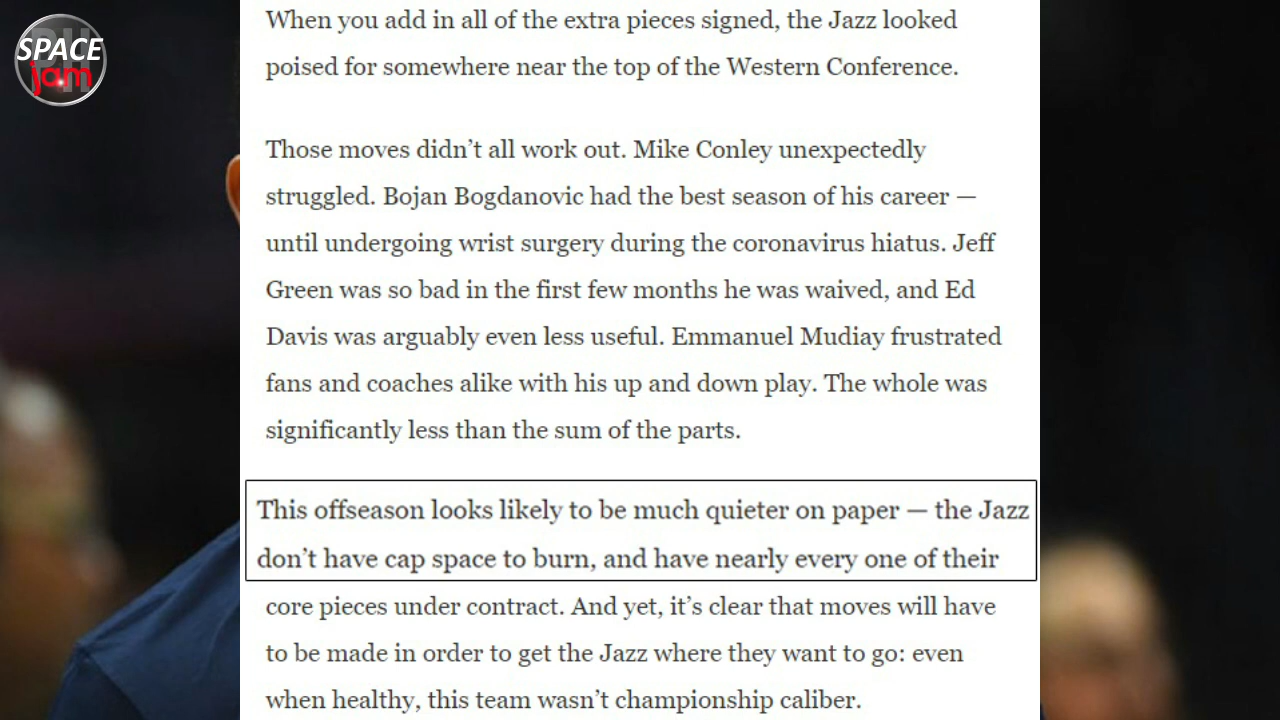 SPACE
jam
When you add in all of the extra pieces signed, the Jazz looked
poised for somewhere near the top of the Western Conference.
Those moves didn’t all work out. Mike Conley unexpectedly
struggled. Bojan Bogdanovic had the best season of his career —
until undergoing wrist surgery during the coronavirus hiatus. Jeff
Green was so bad in the first few months he was waived, and Ed
Davis was arguably even less useful. Emmanuel Mudiay frustrated
fans and coaches alike with his up and down play. The whole was
significantly less than the sum of the parts.
This offseason looks likely to be much quieter on paper — the Jazz
don’t have cap space to burn, and have nearly every one of their
core pieces under contract. And yet, it’s clear that moves will have
to be made in order to get the Jazz where they want to go: even
when healthy, this team wasn’t championship caliber.